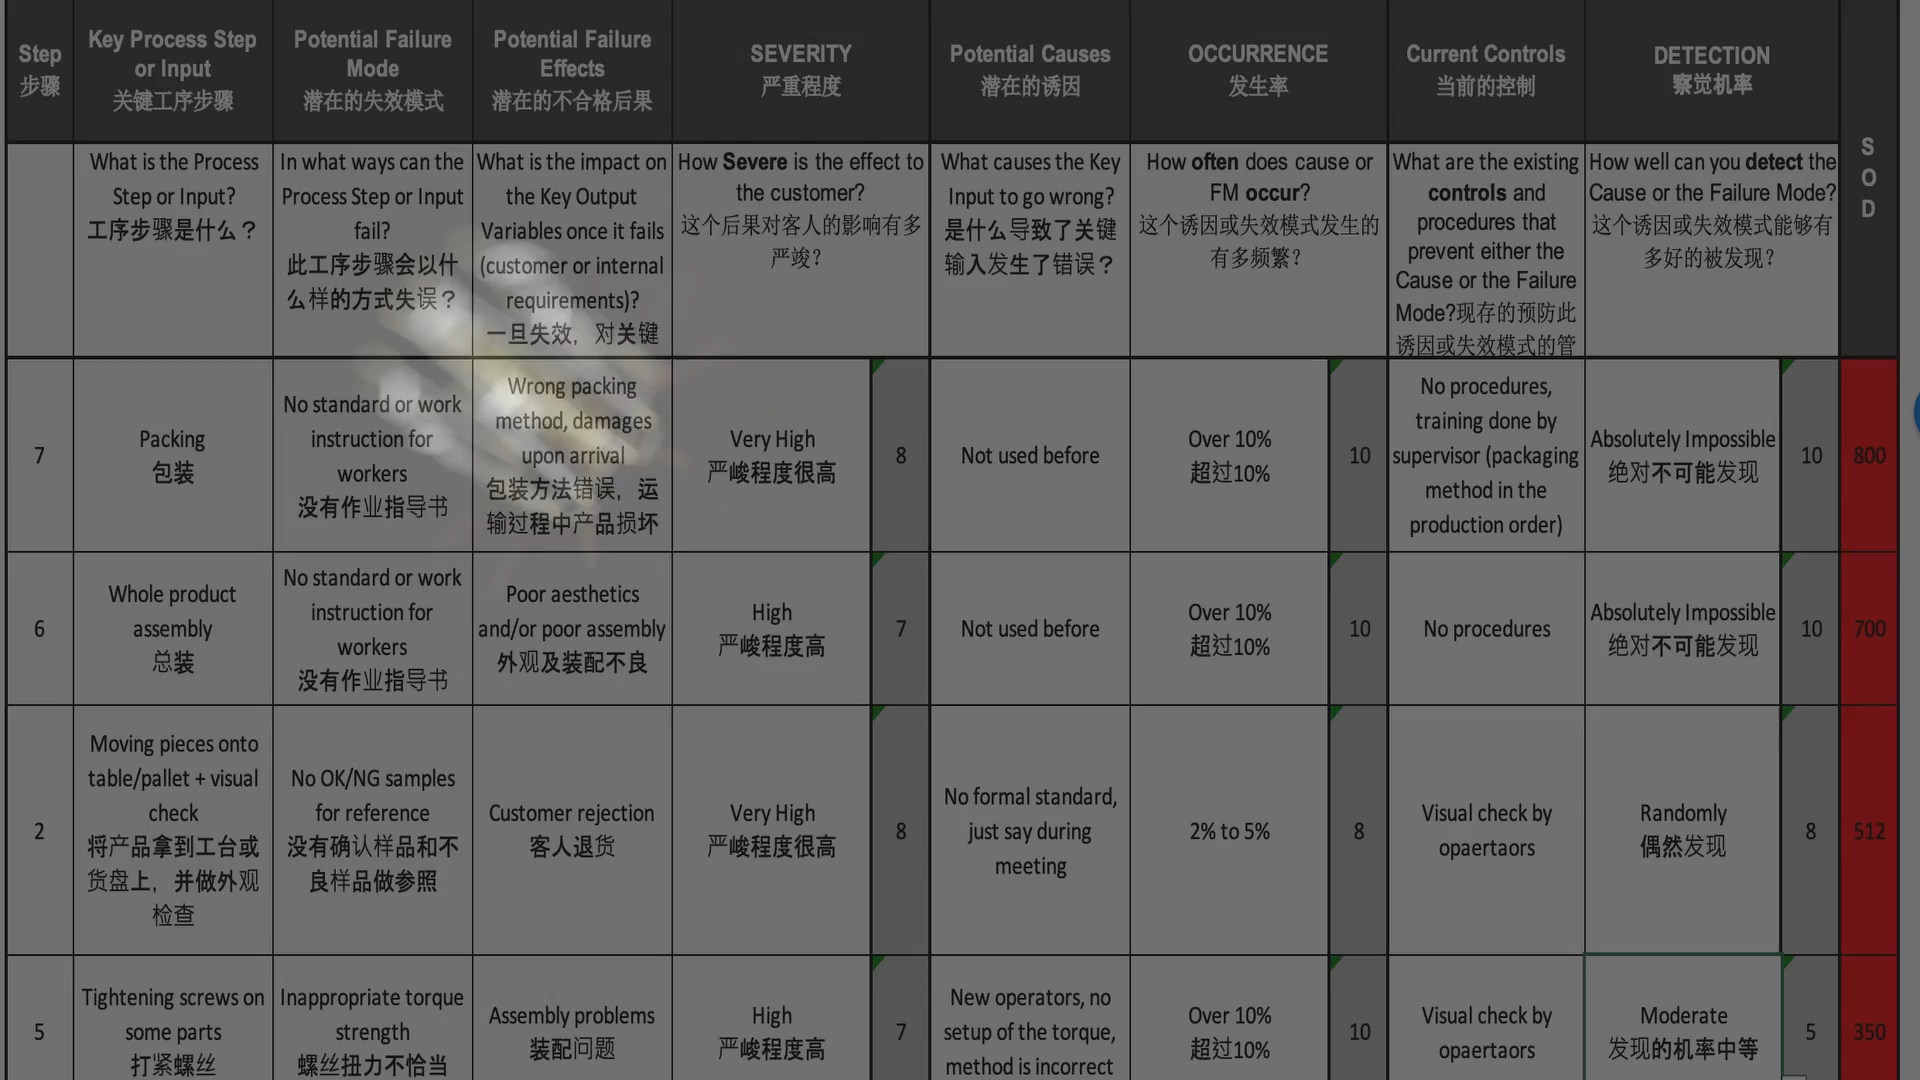 Step
步骤
Key Process Step
or Input
关键工序步骤
Potential Failure
Mode
潜在的失效模式
Potential Failure
Effects
潜在的不合格后果
SEVERITY
严重程度
Potential Causes
潜在的诱因
OCCURRENCE
发生率
Current Controls
当前的控制
DETECTION
察觉机率
S
O
D
What is the Process
Step or Input?
工序步骤是什么？
In what ways can the
Process Step or Input
fail?
此工序步骤会以什
么样的方式失误？
What is the impact on
the Key Output
Variables once it fails
(customer or internal
requirements)?
一旦失效，对关键
How Severe is the effect to
the customer?
这个后果对客人的影响有多
严竣?
What causes the Key
Input to go wrong?
是什么导致了关键
输入发生了错误？
How often does cause or
FM occur?
这个诱因或失效模式发生的
有多频繁?
What are the existing
controls and
procedures that
prevent either the
Cause or the Failure
Mode?现存的预防此
诱因或失效模式的管
How well can you detect the
Cause or the Failure Mode?
这个诱因或失效模式能够有
多好的被发现?
7
Packing
包装
No standard or work
instruction for
workers
没有作业指导书
Wrong packing
method, damages
upon arrival
包装方法错误，运
输过程中产品损坏
Very High
严峻程度很高
8
Not used before
Over 10%
超过10%
10
No procedures,
training done by
supervisor (packaging
method in the
production order)
Absolutely Impossible
绝对不可能发现
10
800
6
Whole product
assembly
总装
No standard or work
instruction for
workers
没有作业指导书
Poor aesthetics
and/or poor assembly
外观及装配不良
High
严峻程度高
7
Not used before
Over 10%
超过10%
10
No procedures
Absolutely Impossible
绝对不可能发现
10
700
2
Moving pieces onto
table/pallet + visual
check
将产品拿到工台或
货盘上，并做外观
检查
No OK/NG samples
for reference
没有确认样品和不
良样品做参照
Customer rejection
客人退货
Very High
严峻程度很高
8
No formal standard,
just say during
meeting
2% to 5%
8
Visual check by
opaertaors
Randomly
偶然发现
8
512
5
Tightening screws on
some parts
打紧螺丝
Inappropriate torque
strength
螺丝扭力不恰当
Assembly problems
装配问题
High
严峻程度高
7
New operators, no
setup of the torque,
method is incorrect
Over 10%
超过10%
10
Visual check by
opaertaors
Moderate
发现的机率中等
5
350